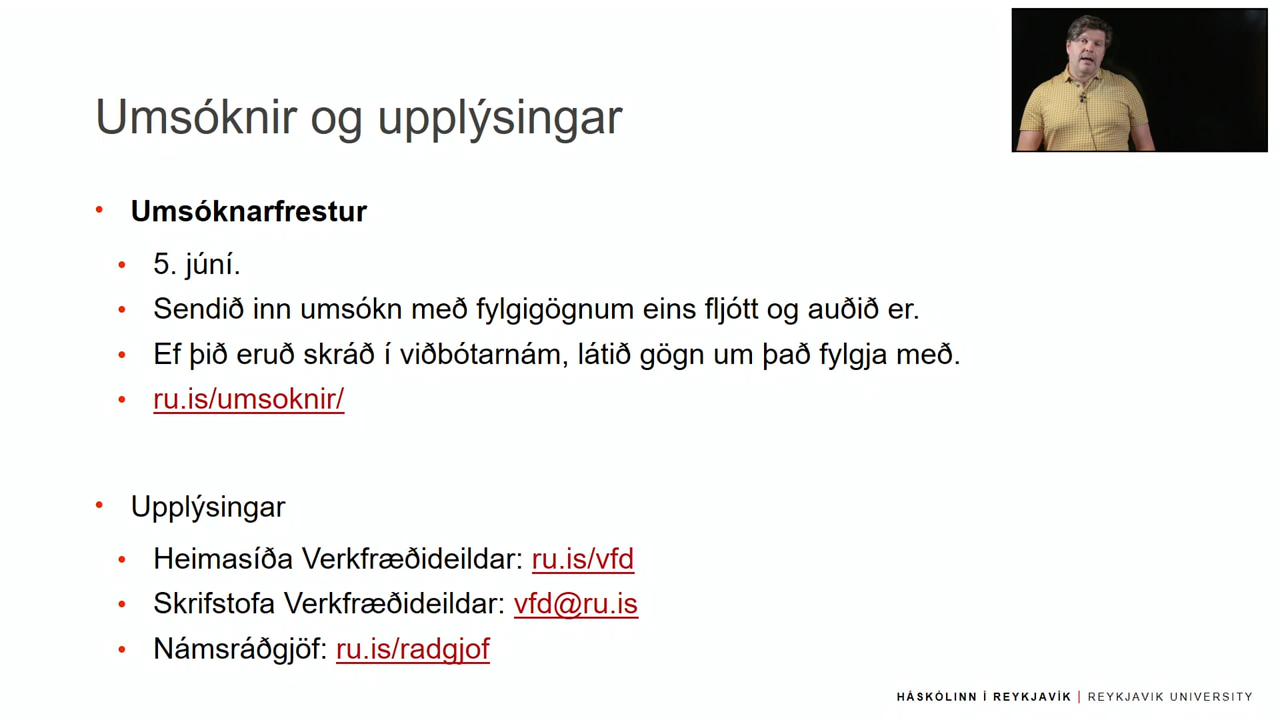 Umsóknir og upplýsingar
• Umsóknarfrestur
• 5. júní.
• Sendið inn umsókn með fylgigögnum eins fljótt og auðið er.
• Ef þið eruð skráð í viðbótarnám, látið gögn um það fylgja með.
• ru.is/umsoknir/
• Upplýsingar
• Heimasíða Verkfræðideildar: ru.is/vfd
• Skrifstofa Verkfræðideildar: vfd@ru.is
• Námsráðgjöf: ru.is/radgjof
HÁSKÓLINN Í REYKJAVÍK | REYKJAVIK UNIVERSITY